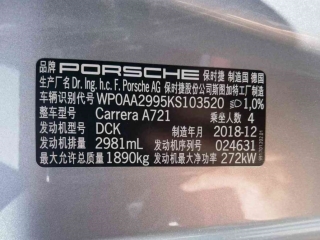 品牌 PORSCHE 保时捷 制造国 德国
生产厂名 Dr. Ing. h.c. F. Porsche AG 保时捷股份公司斯图加特工厂制造
车辆识别代号 WP0AA2995KS103520 1,0%
整车型号 Carrera A721 乘坐人数 4
发动机型号 DCK 制造年月 2018-12
发动机排量 2981mL 发动机序列号 024631
最大允许总质量 1890kg 发动机最大净功率 272kW